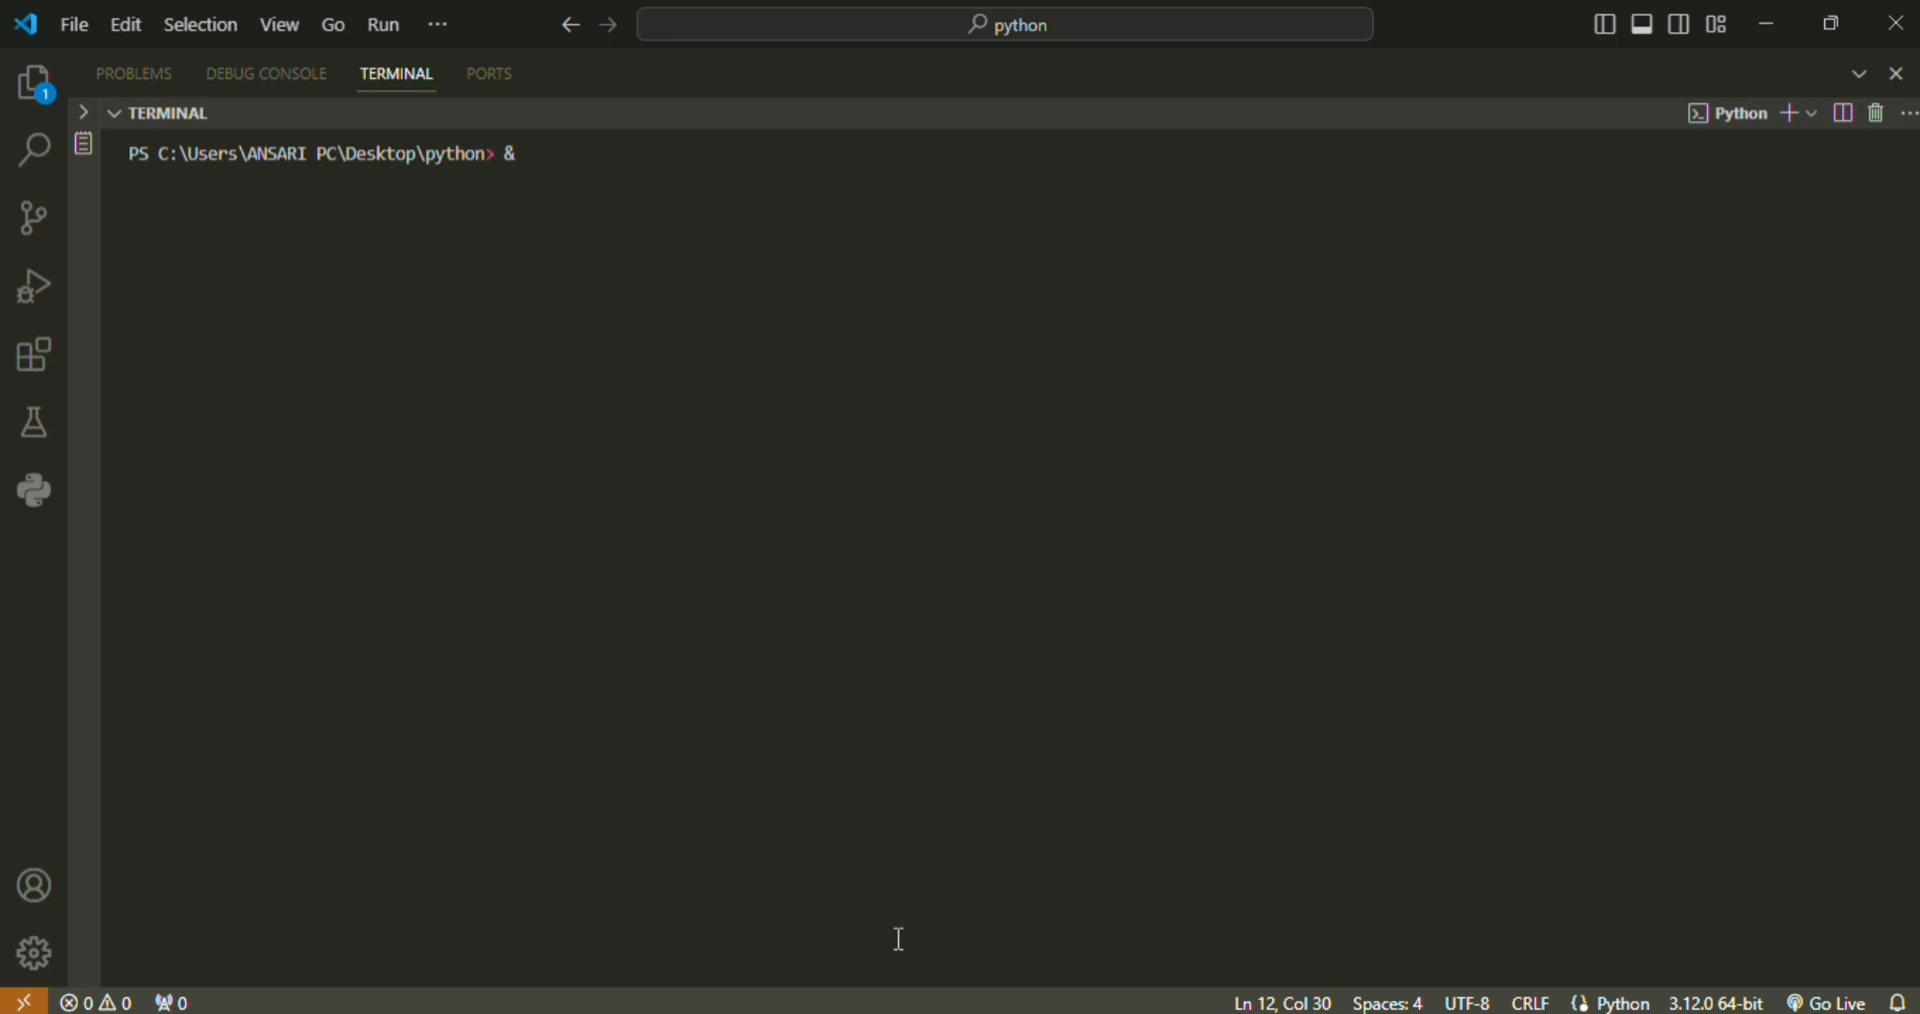 File Edit Selection View Go Run ···
python
PROBLEMS DEBUG CONSOLE TERMINAL PORTS
1
TERMINAL
Python
PS C:\Users\ANSARI PC\Desktop\python> &
0 0 0
Ln 12, Col 30 Spaces: 4 UTF-8 CRLF Python 3.12.0 64-bit Go Live